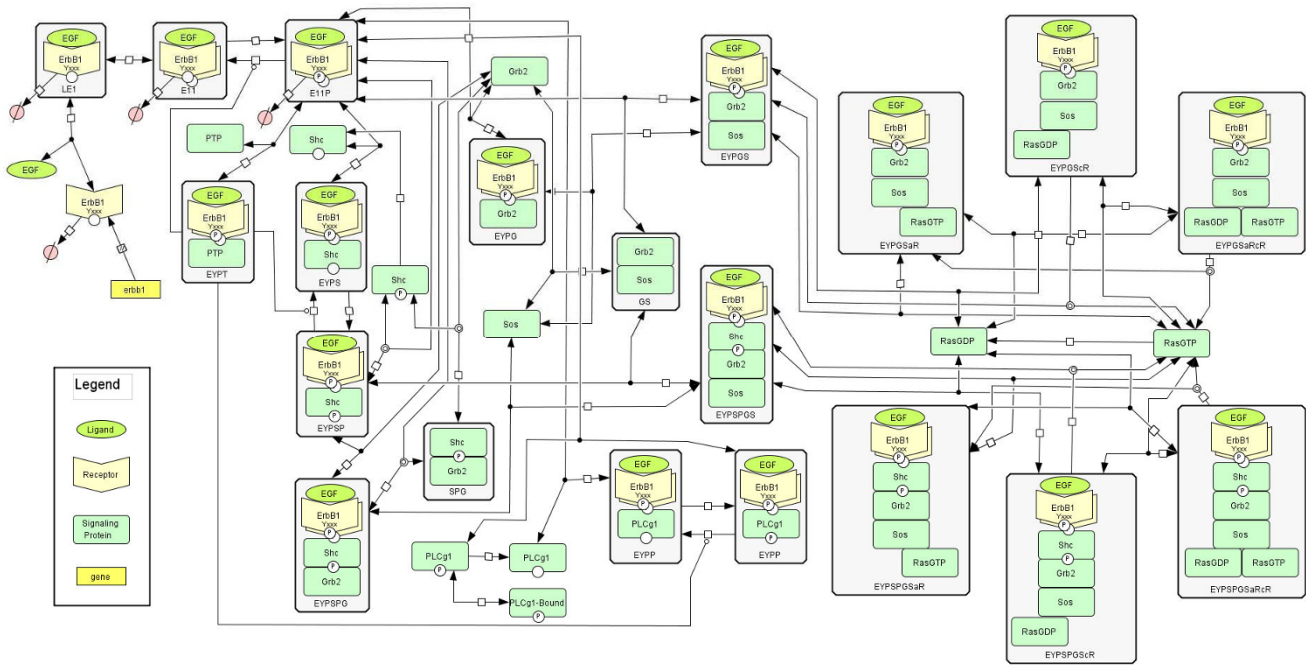 EGF
ErbB1
Yxxx
LE1
EGF
ErbB1
Yxxx
E11
EGF
ErbB1
P
Yxxx
E11P
EGF
ErbB1
Yxxx
erbb1
PTP
Shc
EGF
ErbB1
Yxxx
P
PTP
EYPT
EGF
ErbB1
Yxxx
P
Shc
EYPS
Shc
P
EGF
ErbB1
Yxxx
P
Shc
P
EYPSP
EGF
ErbB1
Yxxx
P
Shc
P
Grb2
EYPSPG
Grb2
EGF
ErbB1
Yxxx
P
Grb2
EYPG
Sos
Shc
P
Grb2
SPG
Grb2
Sos
GS
PLCg1
P
PLCg1
PLCg1-Bound
P
EGF
ErbB1
Yxxx
P
PLCg1
EYPP
EGF
ErbB1
Yxxx
P
PLCg1
P
EYPP
EGF
ErbB1
Yxxx
P
Grb2
Sos
EYPGS
EGF
ErbB1
Yxxx
P
Shc
P
Grb2
Sos
EYPSPGS
EGF
ErbB1
Yxxx
P
Grb2
Sos
RasGTP
EYPGSaR
EGF
ErbB1
Yxxx
P
Grb2
Sos
RasGDP
EYPGScR
EGF
ErbB1
Yxxx
P
Grb2
Sos
RasGDP
RasGTP
EYPGSaRcR
RasGDP
RasGTP
EGF
ErbB1
Yxxx
P
Shc
P
Grb2
Sos
RasGTP
EYPSPGSaR
EGF
ErbB1
Yxxx
P
Shc
P
Grb2
Sos
RasGDP
EYPSPGScR
EGF
ErbB1
Yxxx
P
Shc
P
Grb2
Sos
RasGDP
RasGTP
EYPSPGSaRcR
Legend
Ligand
Receptor
Signaling
Protein
gene